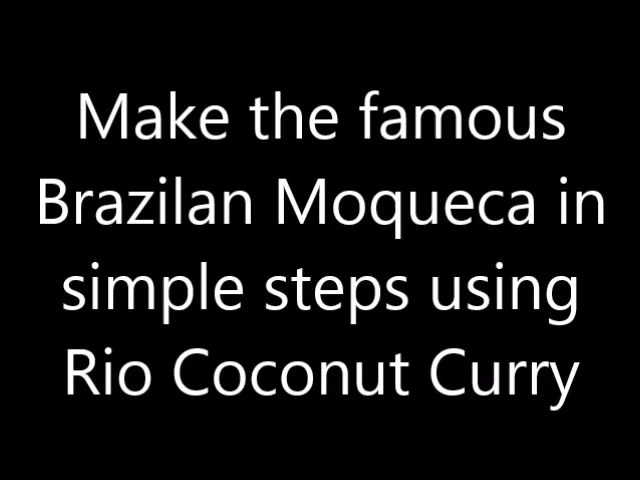 Make the famous
Brazilan Moqueca in
simple steps using
Rio Coconut Curry